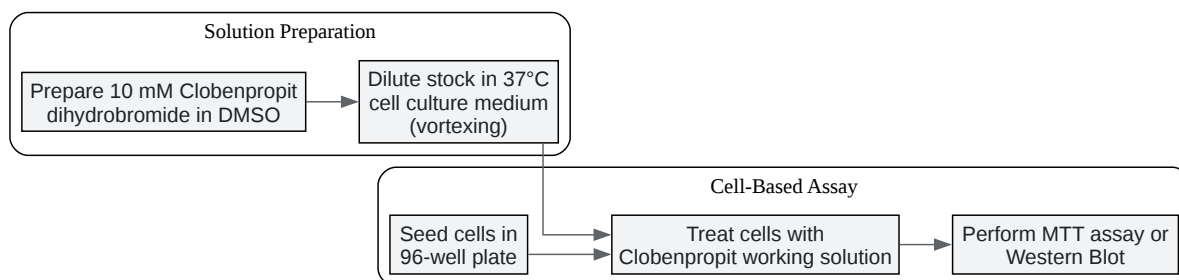 Solution Preparation
Prepare 10 mM Clobenpropit
dihydrobromide in DMSO
Dilute stock in 37°C
cell culture medium
(vortexing)
Cell-Based Assay
Seed cells in
96-well plate
Treat cells with
Clobenpropit working solution
Perform MTT assay or
Western Blot